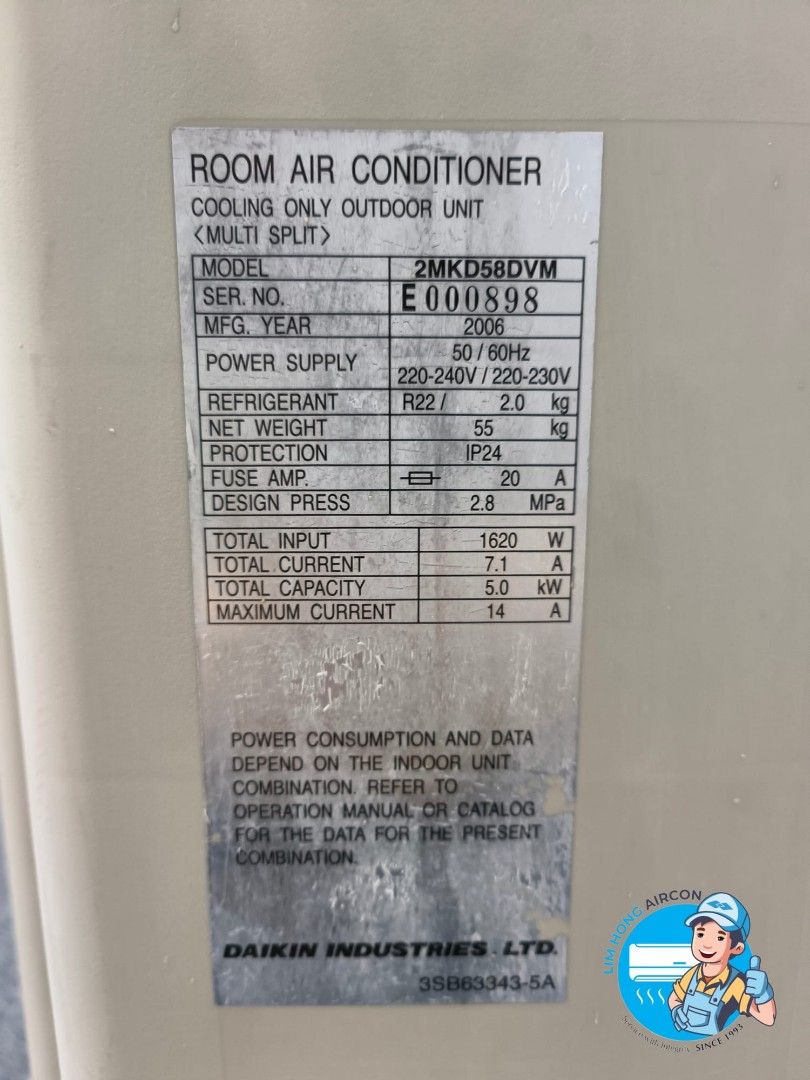 ROOM AIR CONDITIONER
COOLING ONLY OUTDOOR UNIT
<MULTI SPLIT>
MODEL 2MKD58DVM
SER. NO. E000898
MFG. YEAR 2006
POWER SUPPLY 50 / 60Hz
220-240V / 220-230V
REFRIGERANT R22 / 2.0 kg
NET WEIGHT 55 kg
PROTECTION IP24
FUSE AMP. 20 A
DESIGN PRESS 2.8 MPa
TOTAL INPUT 1620 W
TOTAL CURRENT 7.1 A
TOTAL CAPACITY 5.0 kW
MAXIMUM CURRENT 14 A
POWER CONSUMPTION AND DATA
DEPEND ON THE INDOOR UNIT
COMBINATION. REFER TO
OPERATION MANUAL OR CATALOG
FOR THE DATA FOR THE PRESENT
COMBINATION.
DAIKIN INDUSTRIES. LTD.
3SB63343-5A
LIM HONG AIRCON
Service with Integrity SINCE 1993